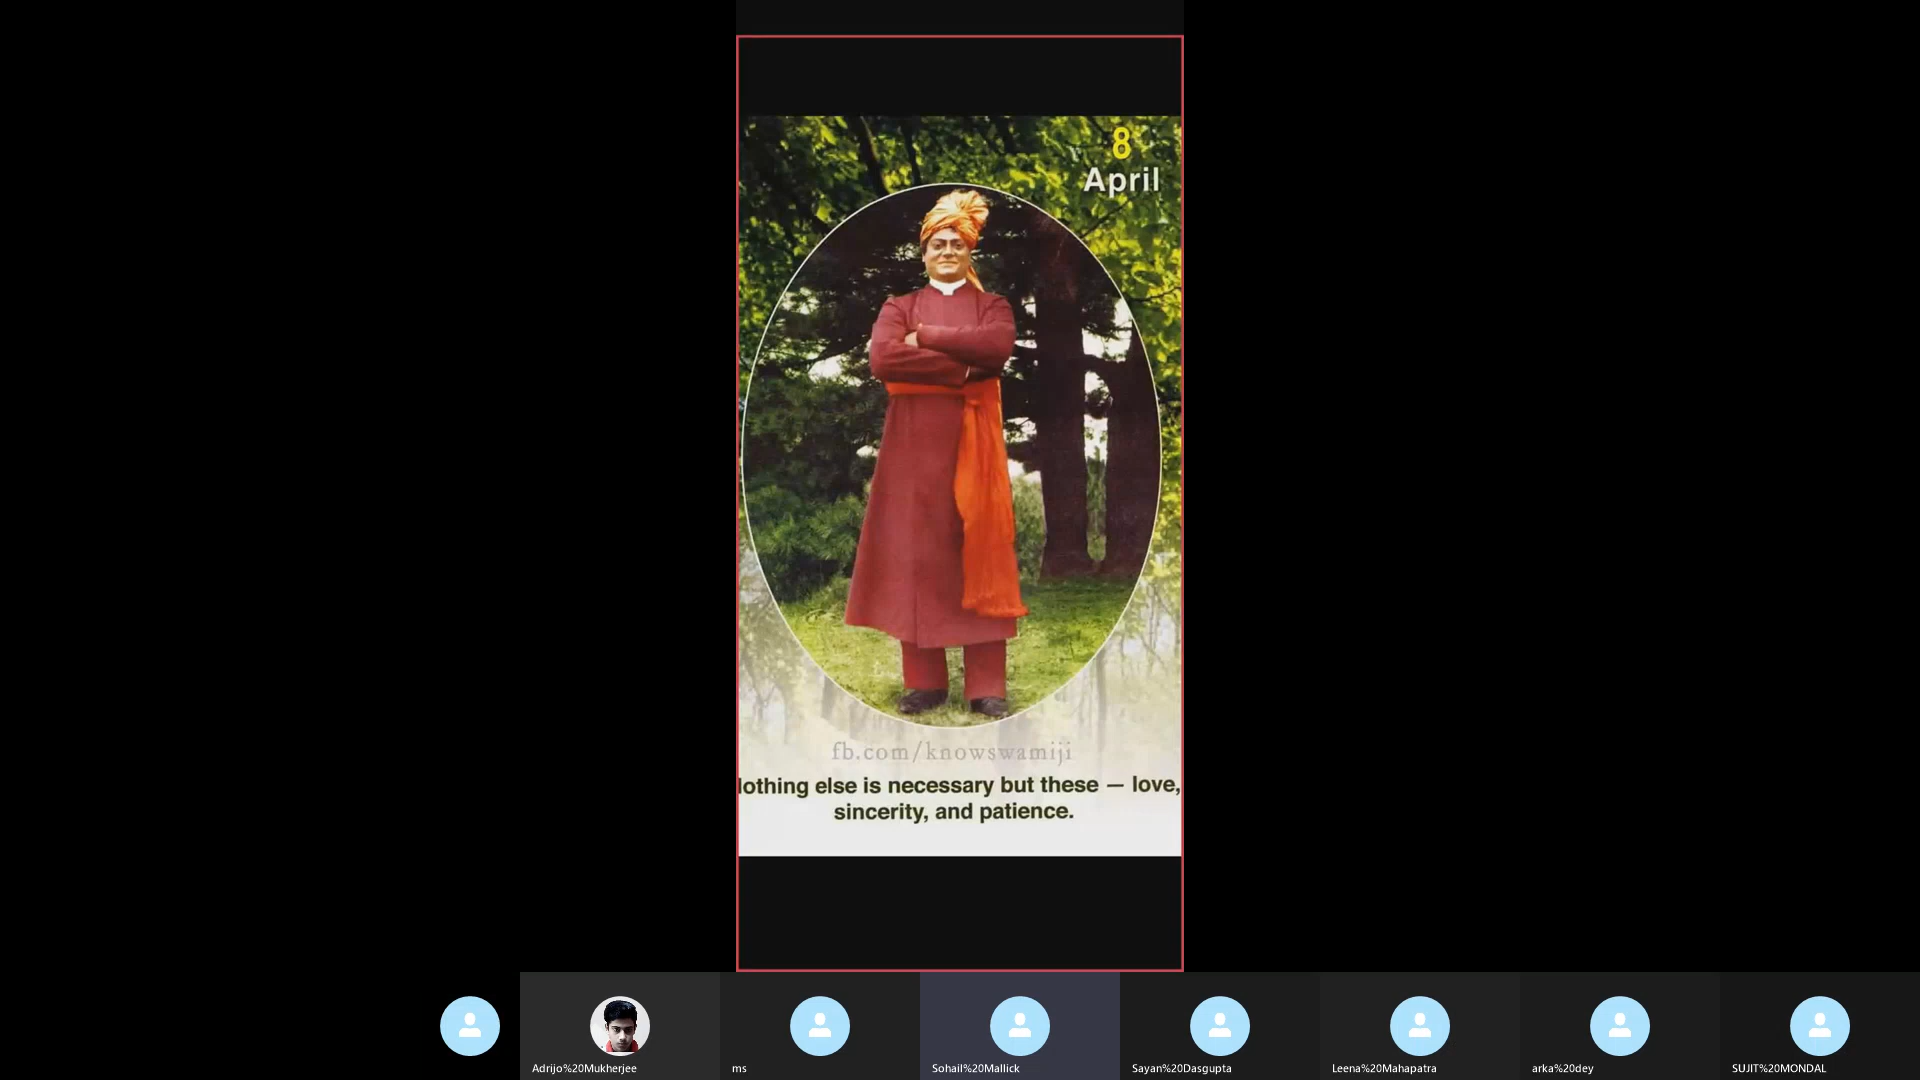 8
April
fb.com/knowswamiji
lothing else is necessary but these — love,
sincerity, and patience.
Adrijo%20Mukherjee
ms
Sohail%20Mallick
Sayan%20Dasgupta
Leena%20Mahapatra
arka%20dey
SUJIT%20MONDAL